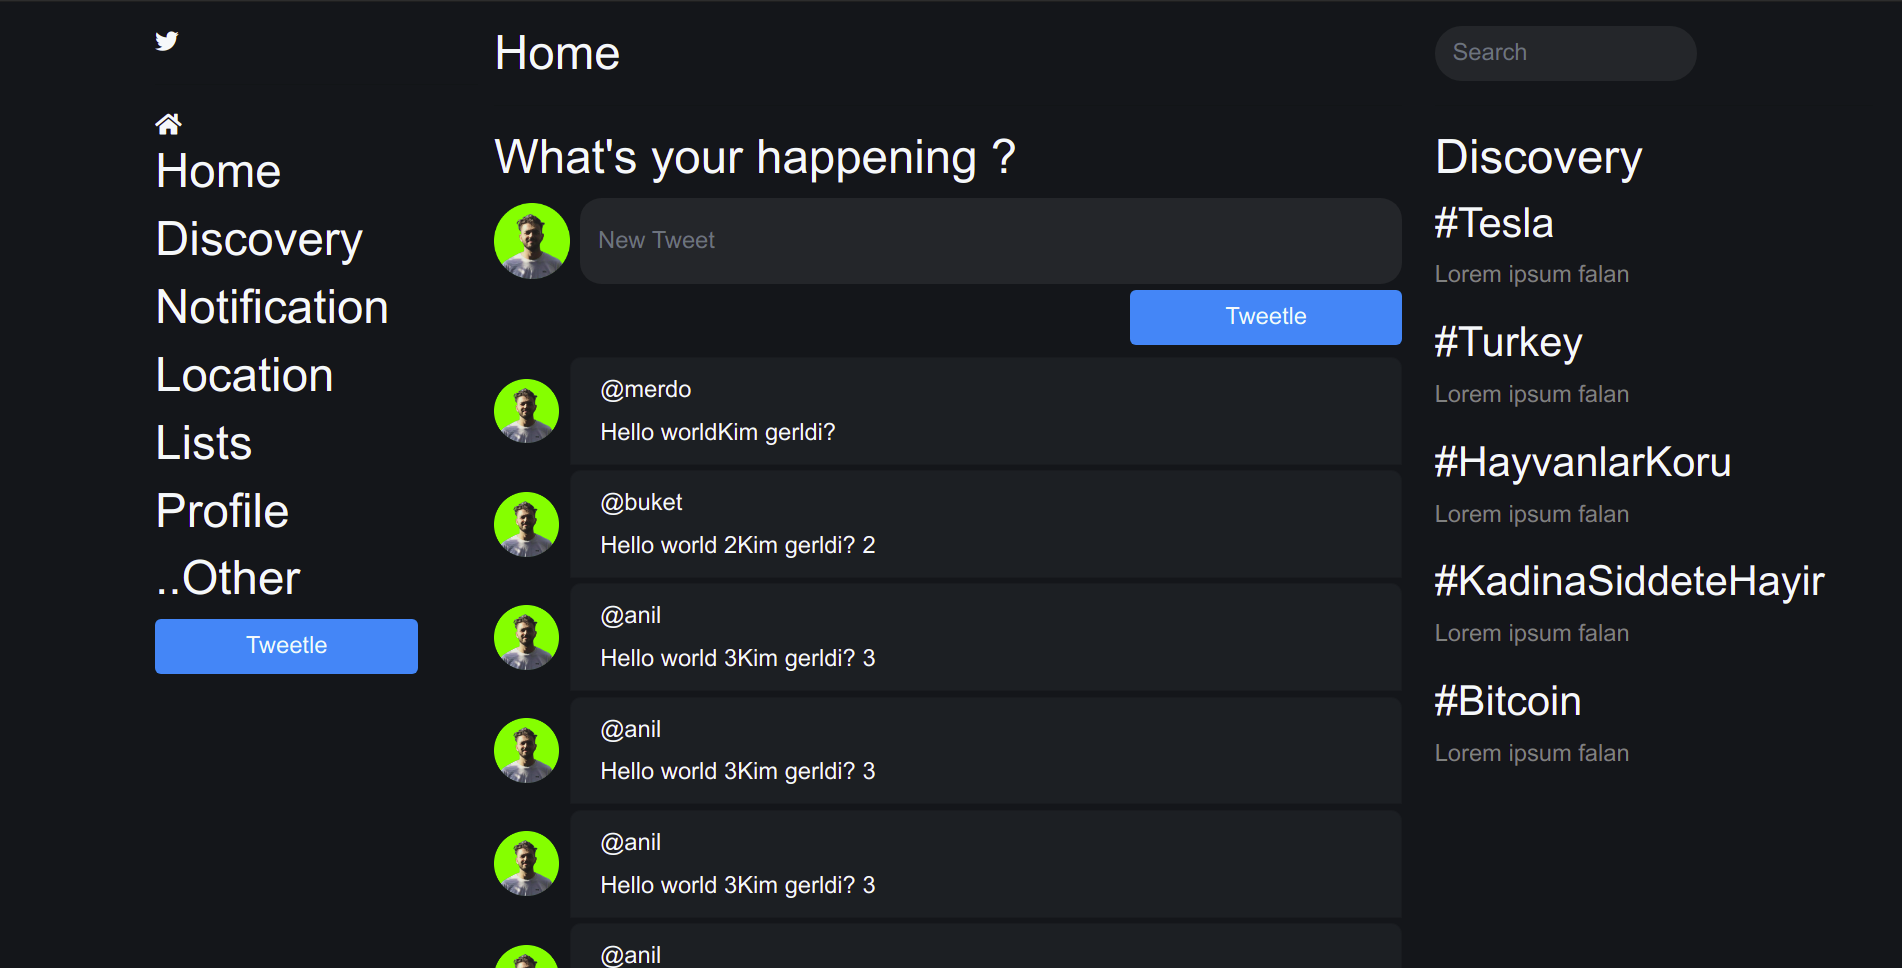 Home
Discovery
Notification
Location
Lists
Profile
..Other
Tweetle
Home
What's your happening ?
New Tweet
Tweetle
@merdo
Hello worldKim gerldi?
@buket
Hello world 2Kim gerldi? 2
@anil
Hello world 3Kim gerldi? 3
@anil
Hello world 3Kim gerldi? 3
@anil
Hello world 3Kim gerldi? 3
@anil
Search
Discovery
#Tesla
Lorem ipsum falan
#Turkey
Lorem ipsum falan
#HayvanlarKoru
Lorem ipsum falan
#KadinaSiddeteHayir
Lorem ipsum falan
#Bitcoin
Lorem ipsum falan